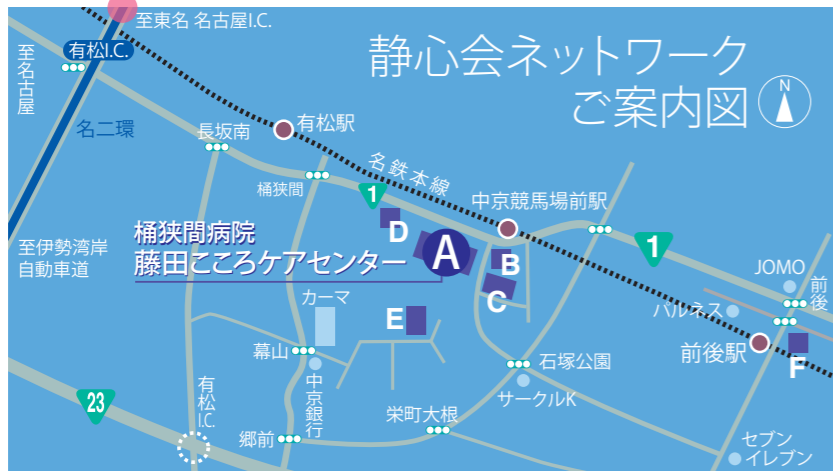 至東名 名古屋I.C.
有松I.C.
至名古屋
静心会ネットワーク
ご案内図
N
名二環
長坂南
有松駅
名鉄本線
桶狭間
1
中京競馬場前駅
至伊勢湾岸
自動車道
桶狭間病院
藤田こころケアセンター
A
B
C
D
E
F
1
JOMO
前後
パルネス
前後駅
カーマ
幕山
中京銀行
石塚公園
サークルK
有松I.C.
23
郷前
栄町大根
セブン
イレブン